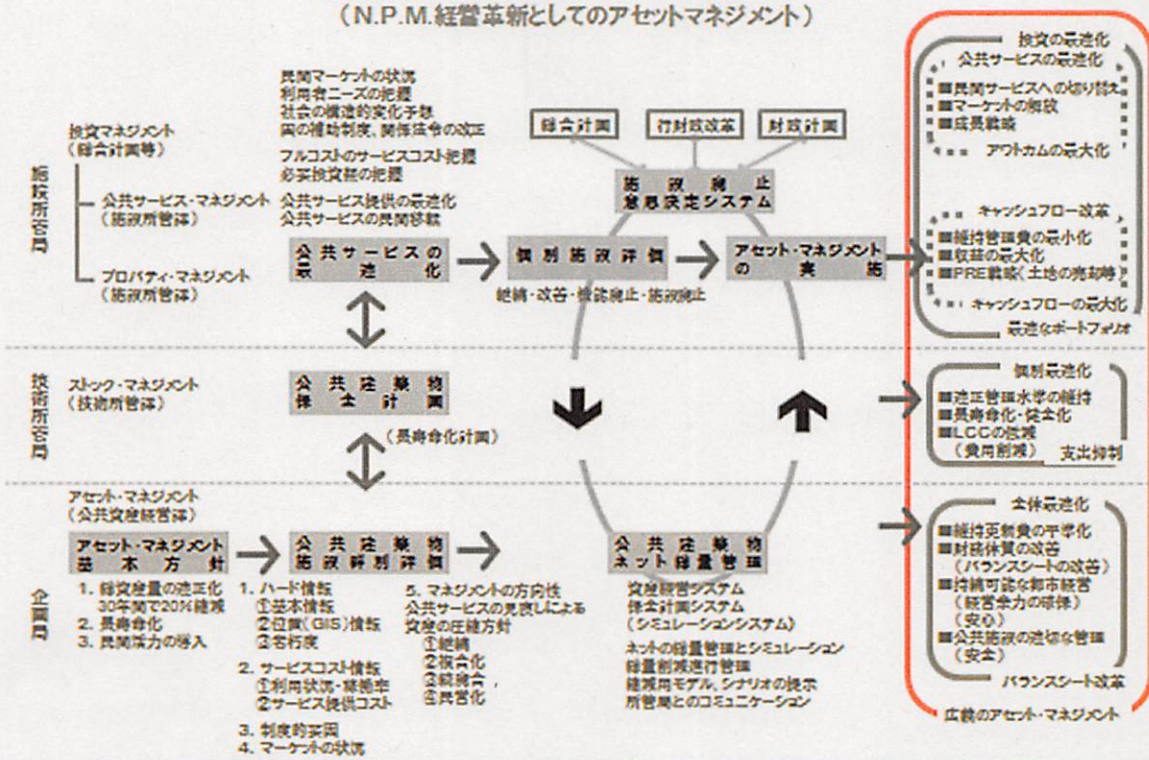 (N.P.M.経営革新としてのアセットマネジメント)
施設所管局
投資マネジメント
(総合計画等)
公共サービス・マネジメント
(施設所管課)
プロパティ・マネジメント
(施設所管課)
民間マーケットの状況
利用者ニーズの把握
社会の構造的変化予想
国の補助制度、関係法令の改正
フルコストのサービスコスト把握
必要投資額の把握
公共サービス提供の最適化
公共サービスの民間移転
公共サービスの
最適化
個別施設評価
継続・改善・機能廃止・施設廃止
総合計画
行財政改革
財政計画
施設廃止
意思決定システム
アセット・マネジメント
の実施
投資の最適化
公共サービスの最適化
■民間サービスへの切り替え
■マーケットの解放
■成長戦略
アウトカムの最大化
キャッシュフロー改革
■維持管理費の最小化
■収益の最大化
■PRE戦略(土地の売却等)
キャッシュフローの最大化
最適なポートフォリオ
技術所管局
ストック・マネジメント
(技術所管課)
公共建築物
保全計画
(長寿命化計画)
個別最適化
■適正管理水準の維持
■長寿命化・健全化
■LCCの低減
(費用削減)
支出抑制
企画局
アセット・マネジメント
(公共資産経営課)
アセット・マネジメント
基本方針
1. 総資産量の適正化
30年間で20%縮減
2. 長寿命化
3. 民間活力の導入
公共建築物
施設評別評価
1. ハード情報
①基本情報
②位置(GIS)情報
③老朽度
2. サービスコスト情報
①利用状況・稼働率
②サービス提供コスト
3. 制度的要因
4. マーケットの状況
5. マネジメントの方向性
公共サービスの見直しによる
資産の圧縮方針
①継続
②複合化
③統廃合、
④民営化
公共建築物
ネット総量管理
資産経営システム
保全計画システム
(シミュレーションシステム)
ネットの総量管理とシミュレーション
総量削減進行管理
縮減用モデル、シナリオの提示
所管局とのコミュニケーション
全体最適化
■維持更新費の平準化
■財務体質の改善
(バランスシートの改善)
■持続可能な都市経営
(経営余力の確保)
(安心)
■公共施設の適切な管理
(安全)
バランスシート改革
広義のアセット・マネジメント